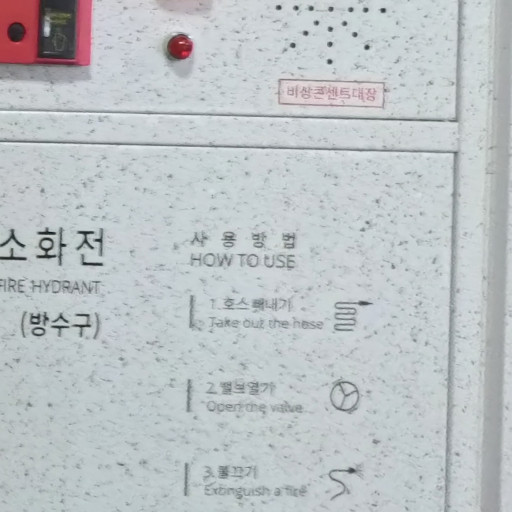 비상콘센트내장
소화전
FIRE HYDRANT
(방수구)
사용방법
HOW TO USE
1.호스빼내기
Take out the hose
2.밸브열기
Open the valve
3.불끄기
Extinguish a fire